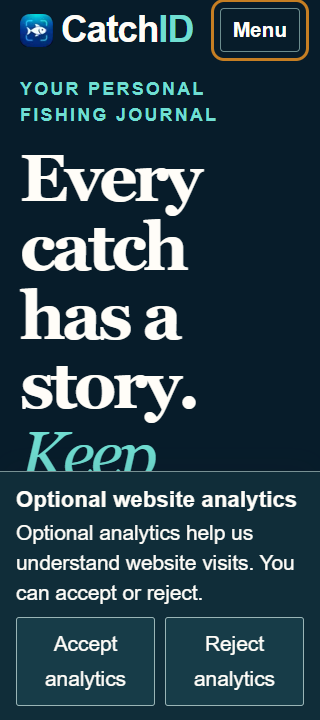 CatchID
Menu
YOUR PERSONAL
FISHING JOURNAL
Every
catch
has a
story.
Keep
Optional website analytics
Optional analytics help us
understand website visits. You
can accept or reject.
Accept
analytics
Reject
analytics